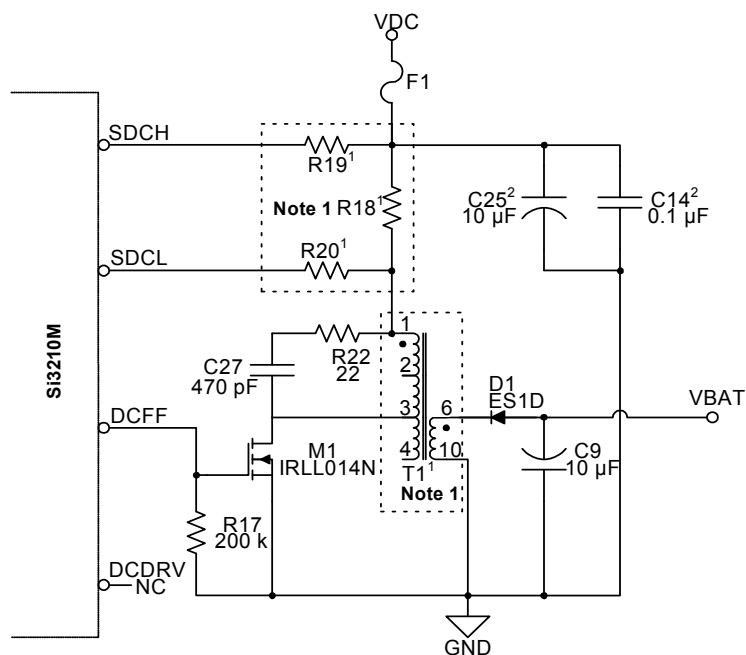 VDC
F1
SDCH
R19¹
Note 1 R18¹
C25²
10 µF
C14²
0.1 µF
SDCL
R20¹
Si3210M
1
2
3
4
R22
22
C27
470 pF
6
10
D1
ES1D
VBAT
DCFF
M1
IRLL014N
T1¹
Note 1
C9
10 µF
R17
200 k
DCDRV
NC
GND